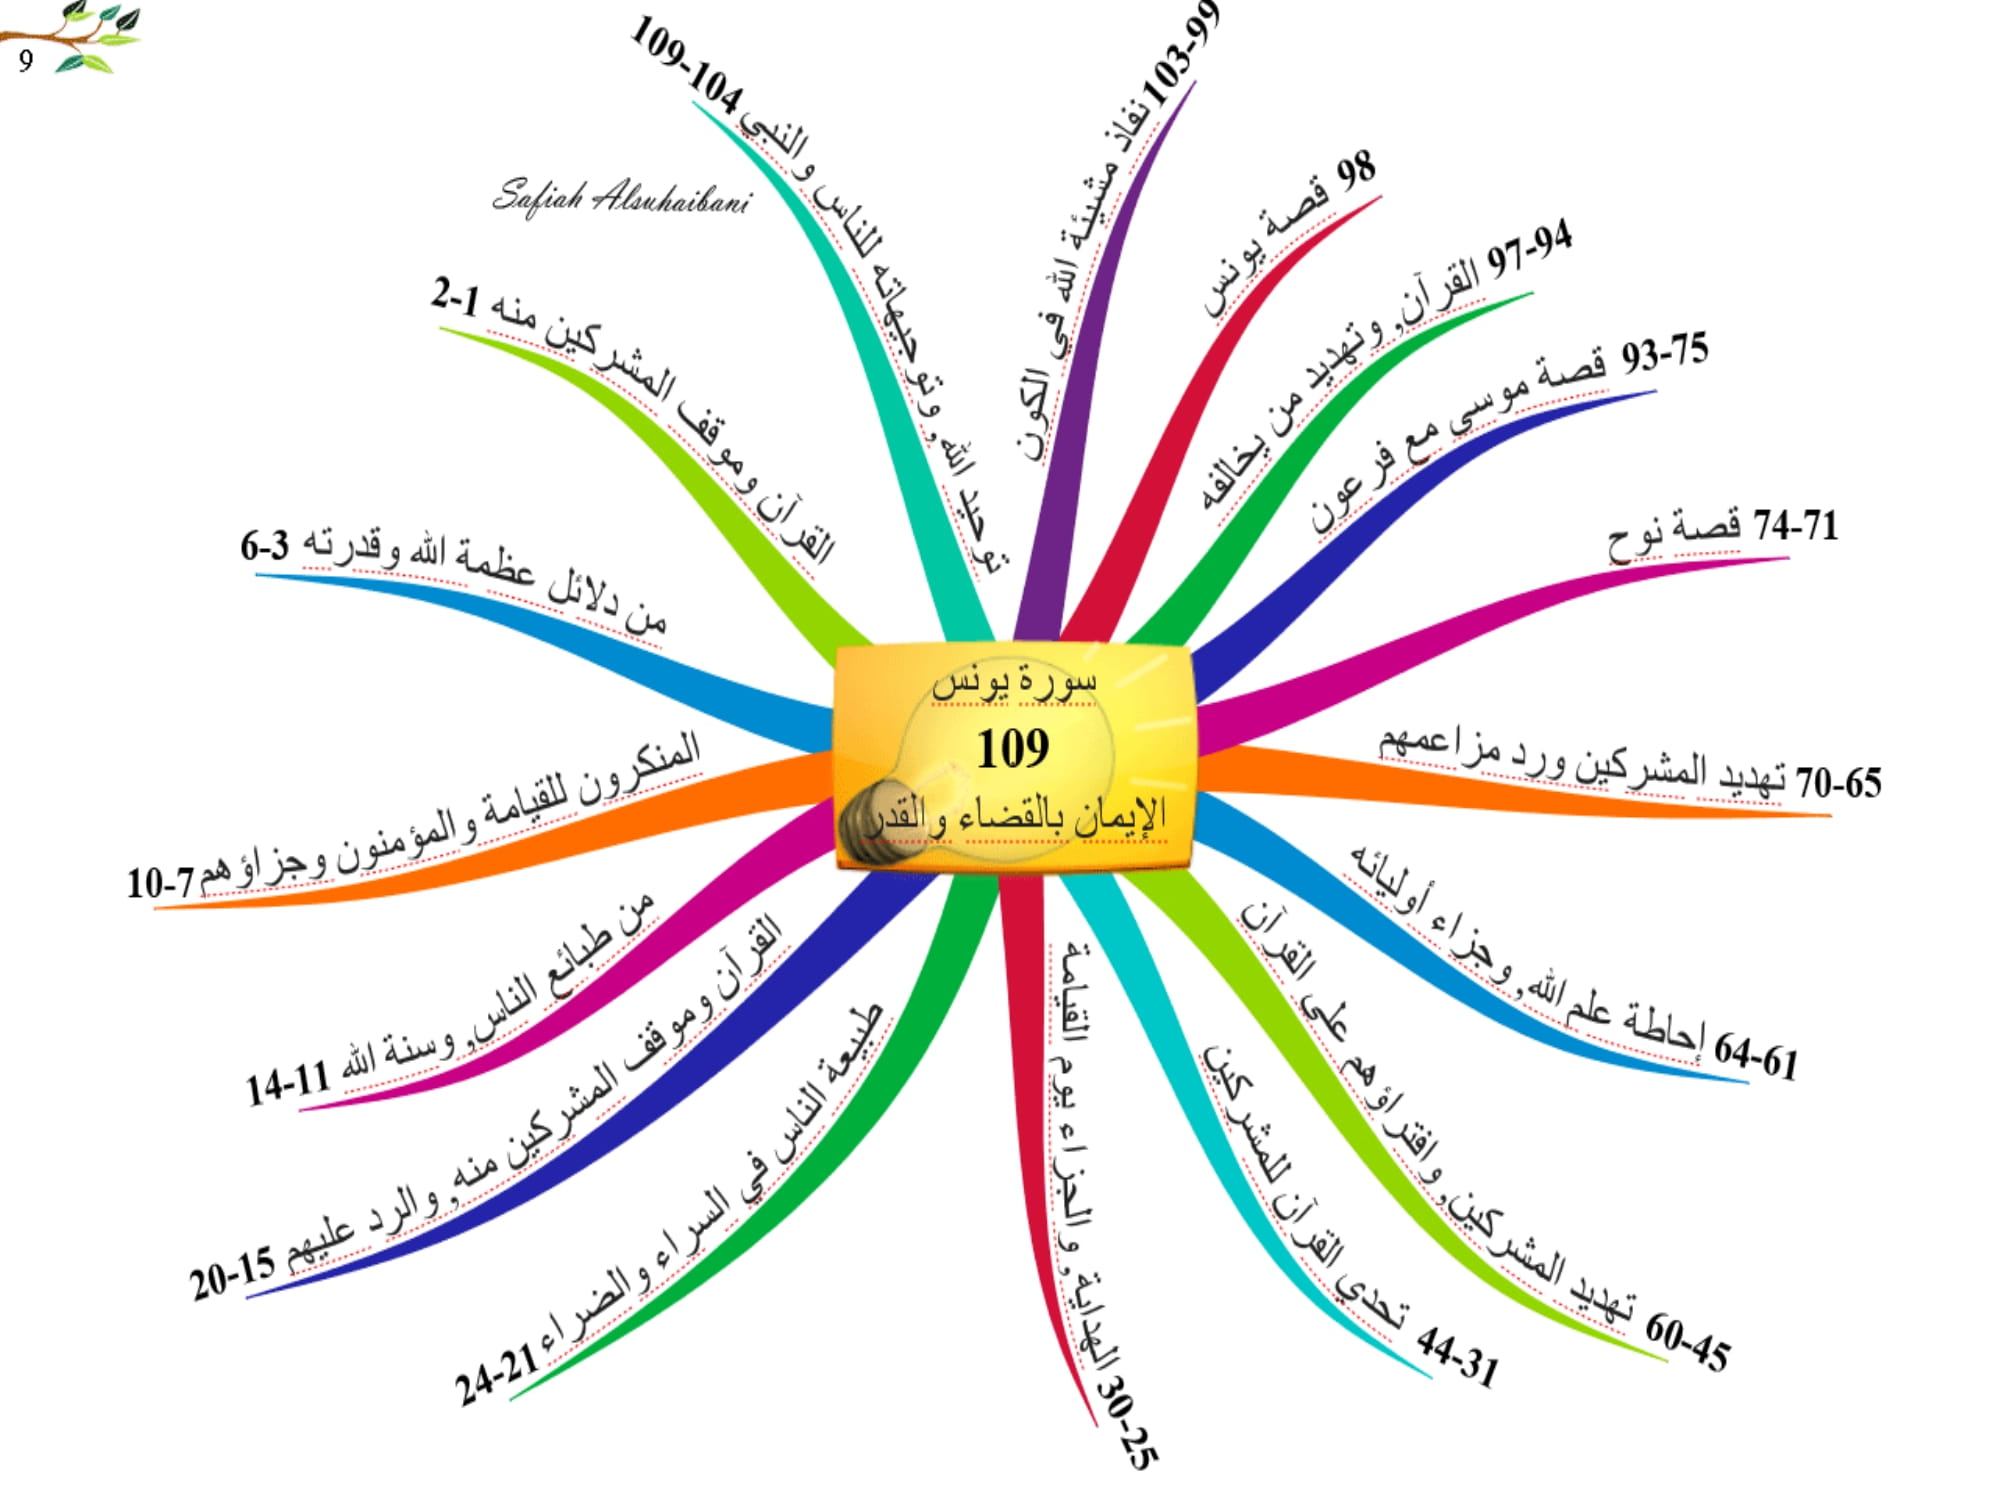 9
Safiah Alsuhaibani
سورة يونس
109
الإيمان بالقضاء والقدر
القرآن وموقف المشركين منه 1-2
من دلائل عظمة الله وقدرته 3-6
المنكرون للقيامة والمؤمنون وجزاؤهم 7-10
من طبائع الناس, وسنة الله 11-14
القرآن وموقف المشركين منه, والرد عليهم 15-20
طبيعة الناس في السراء والضراء 21-24
25-30 الهداية, والجزاء يوم القيامة
31-44 تحدي القرآن للمشركين
45-60 تهديد المشركين, وافتراؤهم على القرآن
61-64 إحاطة علم الله, وجزاء أوليائه
65-70 تهديد المشركين ورد مزاعمهم
71-74 قصة نوح
75-93 قصة موسى مع فرعون
94-97 القرآن, وتهديد من يخالفه
98 قصة يونس
99-103 نفاذ مشيئة الله في الكون
توحيد الله, وتوجيهاته للناس والنبي 104-109